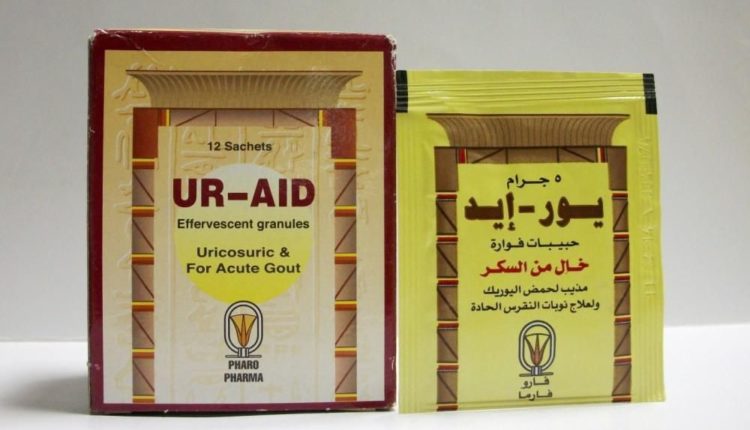 12 Sachets
UR-AID
Effervescent granules
Uricosuric &
For Acute Gout
PHARO
PHARMA
٥ جرام
يور-إيد
حبيبات فوارة
خال من السكر
مذيب لحمض اليوريك
ولعلاج نوبات النقرس الحادة
فارو
فارما